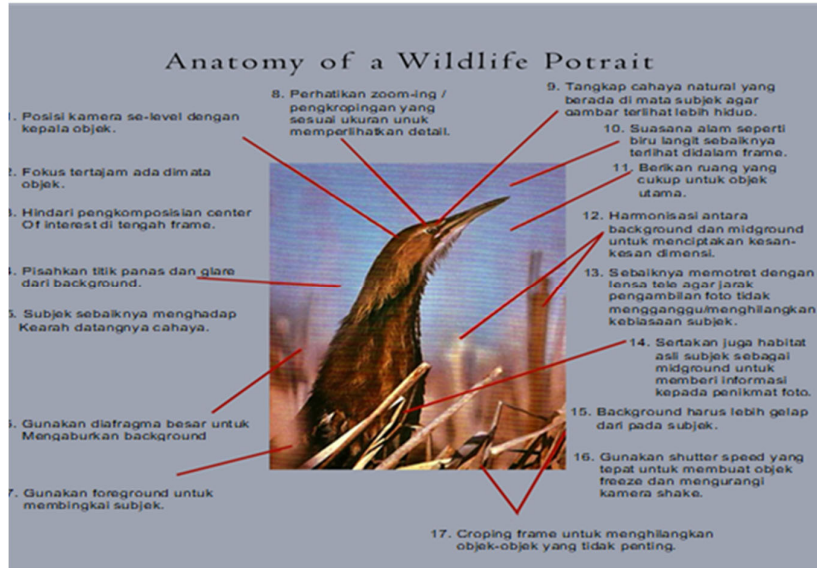 Anatomy of a Wildlife Potrait
1. Posisi kamera se-level dengan
kepala objek.
2. Fokus tertajam ada dimata
objek.
3. Hindari pengkomposisian center
Of interest di tengah frame.
4. Pisahkan titik panas dan glare
dari background.
5. Subjek sebaiknya menghadap
Kearah datangnya cahaya.
6. Gunakan diafragma besar untuk
Mengaburkan background
7. Gunakan foreground untuk
membingkai subjek.
8. Perhatikan zoom-ing /
pengkropingan yang
sesuai ukuran unuk
memperlihatkan detail.
9. Tangkap cahaya natural yang
berada di mata subjek agar
gambar terlihat lebih hidup.
10. Suasana alam seperti
biru langit sebaiknya
terlihat didalam frame.
11. Berikan ruang yang
cukup untuk objek
utama.
12. Harmonisasi antara
background dan midground
untuk menciptakan kesan-
kesan dimensi.
13. Sebaiknya memotret dengan
lensa tele agar jarak
pengambilan foto tidak
mengganggu/menghilangkan
kebiasaan subjek.
14. Sertakan juga habitat
asli subjek sebagai
midground untuk
memberi informasi
kepada penikmat foto.
15. Background harus lebih gelap
dari pada subjek.
16. Gunakan shutter speed yang
tepat untuk membuat objek
freeze dan mengurangi
kamera shake.
17. Croping frame untuk menghilangkan
objek-objek yang tidak penting.